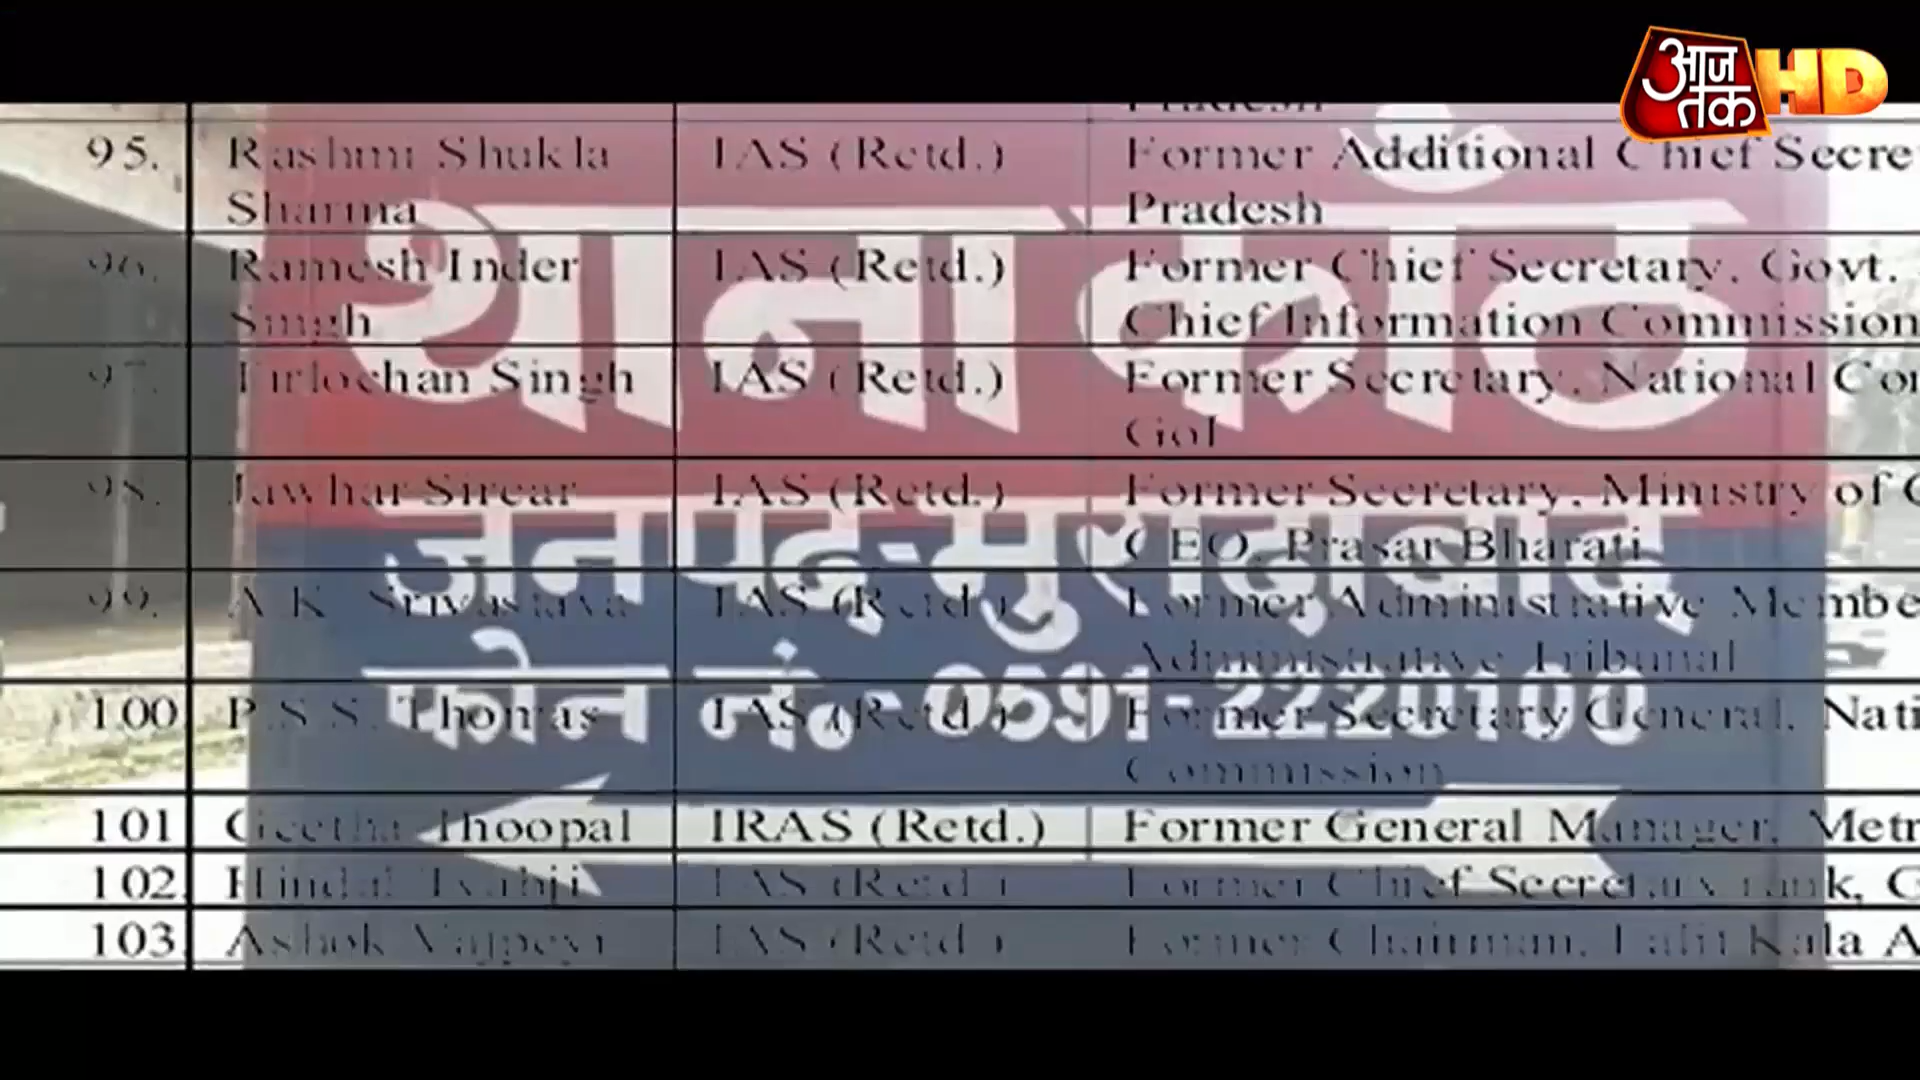 आज तक HD
95. Rashmi Shukla Sharma IAS (Retd.) Former Additional Chief Secre
Pradesh
96. Ramesh Inder Singh IAS (Retd.) Former Chief Secretary, Govt.
Chief Information Commission
97. Tirlochan Singh IAS (Retd.) Former Secretary, National Co
GoI
98. Jawhar Sircar IAS (Retd.) Former Secretary, Ministry of C
CEO, Prasar Bharati
99. A.K. Srivastava IAS (Retd.) Former Administrative Membe
Administrative Tribunal
100 P.S.S. Thomas IAS (Retd.) Former Secretary General, Nati
Commission
101 Geetha Thoopal IRAS (Retd.) Former General Manager, Metr
102. Hindal Tyabji IAS (Retd.) Former Chief Secretary rank, G
103. Ashok Vajpeyi IAS (Retd.) Former Chairman, Lalit Kala A
थाना काँठ
जनपद-मुरादाबाद
फोन नं.- 0591-2220100